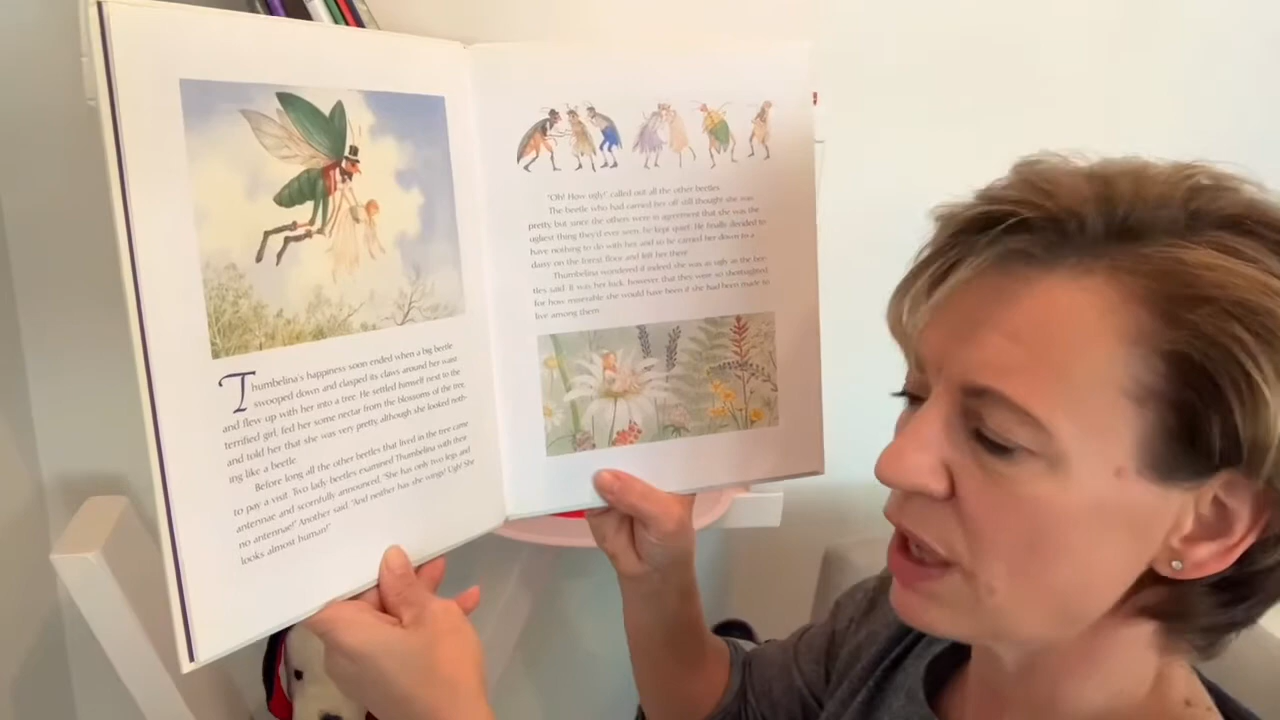 Thumbelina's happiness soon ended when a big beetle
swooped down and clasped its claws around her waist
and flew up with her into a tree. He settled himself next to the
terrified girl, fed her some nectar from the blossoms of the tree,
and told her that she was very pretty, although she looked noth-
ing like a beetle.
Before long all the other beetles that lived in the tree came
to pay a visit. Two lady beetles examined Thumbelina with their
antennae and scornfully announced, "She has only two legs and
no antennae!" Another said, "And neither has she wings! Ugh! She
looks almost human!"
"Oh! How ugly!" called out all the other beetles.
The beetle who had carried her off still thought she was
pretty, but since the others were in agreement that she was the
ugliest thing they'd ever seen, he kept quiet. He finally decided to
have nothing to do with her, and so he carried her down to a
daisy on the forest floor and left her there.
Thumbelina wondered if indeed she was as ugly as the bee-
tles said. It was her luck, however, that they were so shortsighted,
for how miserable she would have been if she had been made to
live among them.